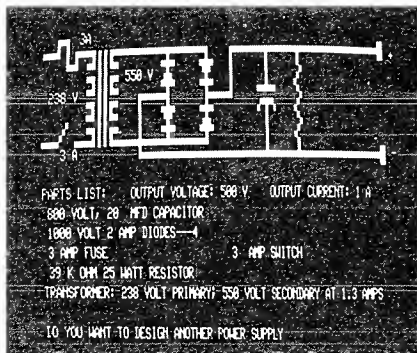 3A
550 V
238 V
3 A
PARTS LIST: OUTPUT VOLTAGE: 500 V OUTPUT CURRENT: 1 A
800 VOLT, 20 MFD CAPACITOR
1000 VOLT 2 AMP DIODES---4
3 AMP FUSE 3 AMP SWITCH
39 K OHM 25 WATT RESISTOR
TRANSFORMER: 238 VOLT PRIMARY; 550 VOLT SECONDARY AT 1.3 AMPS
DO YOU WANT TO DESIGN ANOTHER POWER SUPPLY